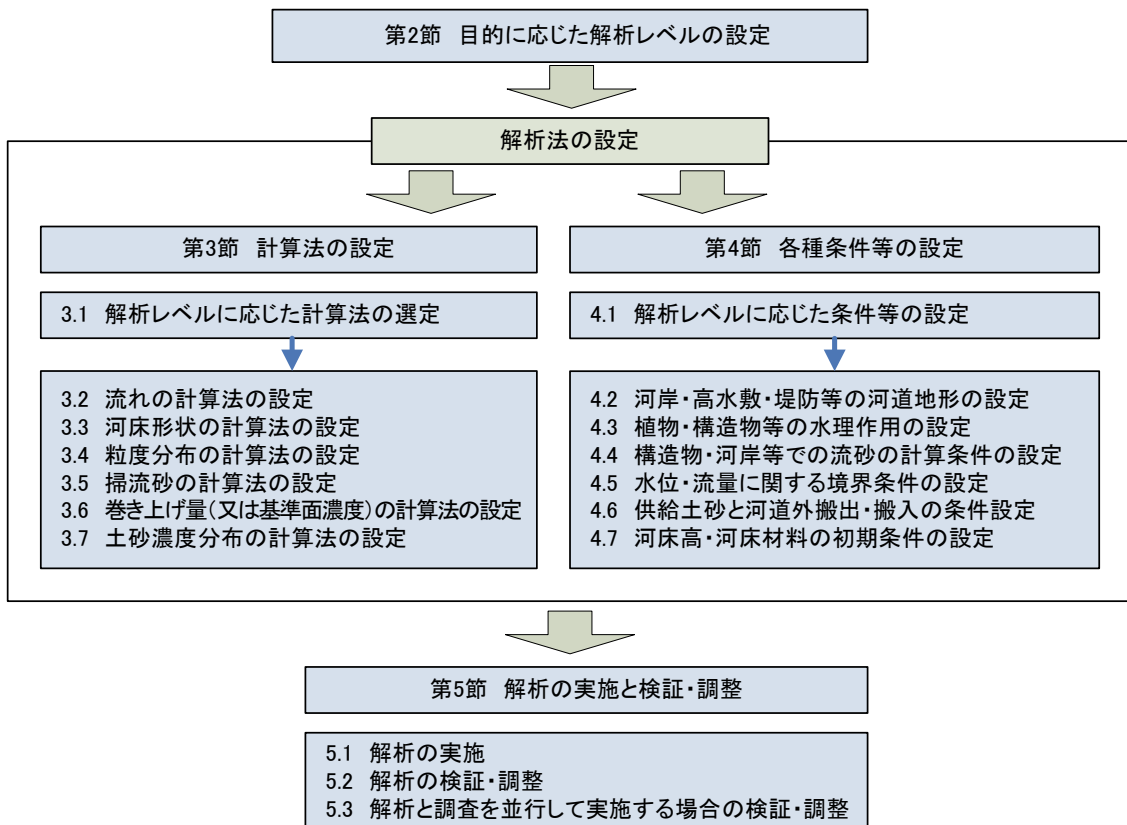 第2節 目的に応じた解析レベルの設定
解析法の設定
第3節 計算法の設定
3.1 解析レベルに応じた計算法の選定
3.2 流れの計算法の設定
3.3 河床形状の計算法の設定
3.4 粒度分布の計算法の設定
3.5 掃流砂の計算法の設定
3.6 巻き上げ量(又は基準面濃度)の計算法の設定
3.7 土砂濃度分布の計算法の設定
第4節 各種条件等の設定
4.1 解析レベルに応じた条件等の設定
4.2 河岸・高水敷・堤防等の河道地形の設定
4.3 植物・構造物等の水理作用の設定
4.4 構造物・河岸等での流砂の計算条件の設定
4.5 水位・流量に関する境界条件の設定
4.6 供給土砂と河道外搬出・搬入の条件設定
4.7 河床高・河床材料の初期条件の設定
第5節 解析の実施と検証・調整
5.1 解析の実施
5.2 解析の検証・調整
5.3 解析と調査を並行して実施する場合の検証・調整